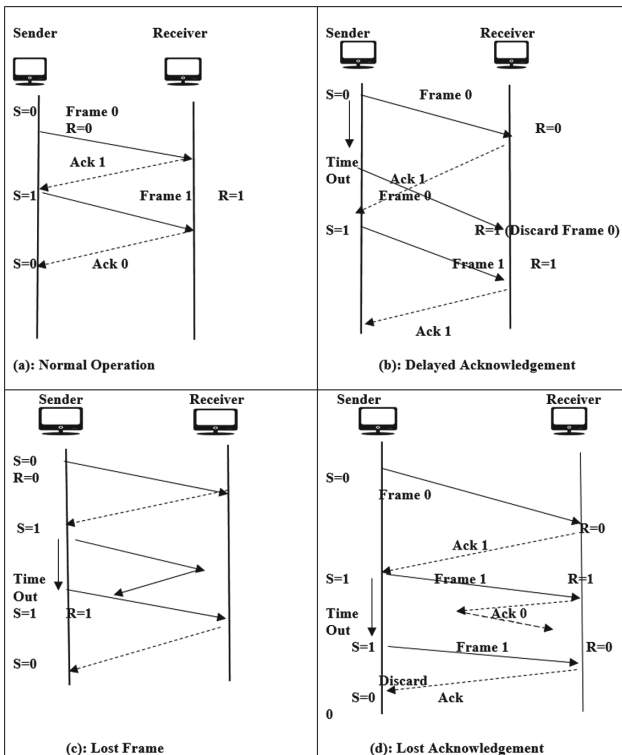 Sender Receiver
S=0 Frame 0
R=0
Ack 1
S=1 Frame 1 R=1
S=0 Ack 0
(a): Normal Operation
Sender Receiver
S=0 Frame 0
R=0
Time
Out Ack 1
Frame 0
S=1 R=1 (Discard Frame 0)
Frame 1 R=1
Ack 1
(b): Delayed Acknowledgement
Sender Receiver
S=0
R=0
S=1
Time
Out
S=1 R=1
S=0
(c): Lost Frame
Sender Receiver
S=0
Frame 0
R=0
Ack 1
S=1 Frame 1 R=1
Time Ack 0
Out
S=1 Frame 1 R=0
Discard
S=0 Ack
0
(d): Lost Acknowledgement